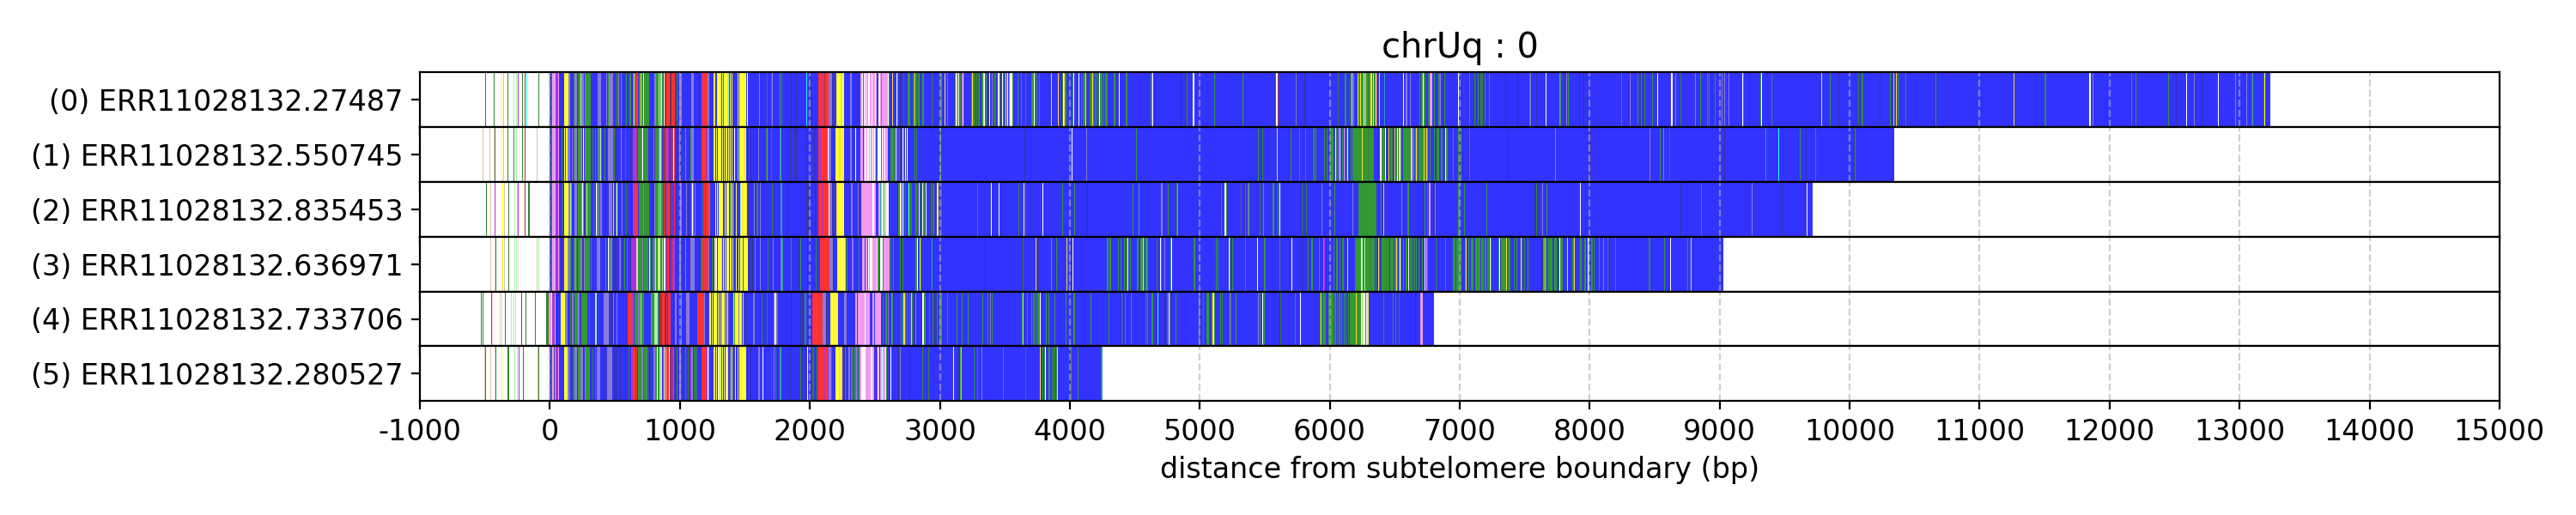 chrUq : 0
(0) ERR11028132.27487
(1) ERR11028132.550745
(2) ERR11028132.835453
(3) ERR11028132.636971
(4) ERR11028132.733706
(5) ERR11028132.280527
-1000 0 1000 2000 3000 4000 5000 6000 7000 8000 9000 10000 11000 12000 13000 14000 15000
distance from subtelomere boundary (bp)